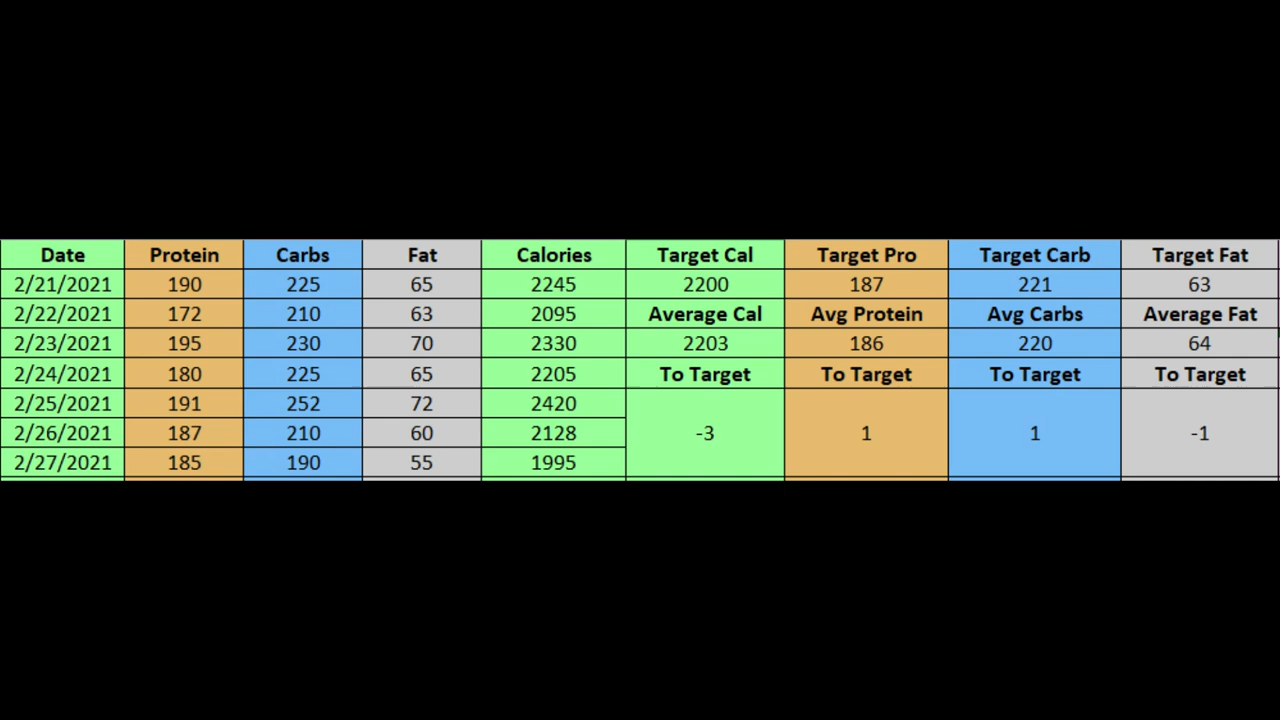 Date Protein Carbs Fat Calories Target Cal Target Pro Target Carb Target Fat
2/21/2021 190 225 65 2245 2200 187 221 63
2/22/2021 172 210 63 2095 Average Cal Avg Protein Avg Carbs Average Fat
2/23/2021 195 230 70 2330 2203 186 220 64
2/24/2021 180 225 65 2205 To Target To Target To Target To Target
2/25/2021 191 252 72 2420
2/26/2021 187 210 60 2128 -3 1 1 -1
2/27/2021 185 190 55 1995